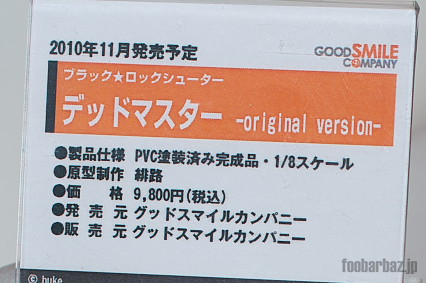 2010年11月発売予定
GOOD SMILE
COMPANY
ブラック★ロックシューター
デッドマスター -original version-
●製品仕様 PVC塗装済み完成品・1/8スケール
●原型制作 緋路
●価　　格 9,800円(税込)
●発 売 元 グッドスマイルカンパニー
●販 売 元 グッドスマイルカンパニー
© huke
foobarbaz.jp